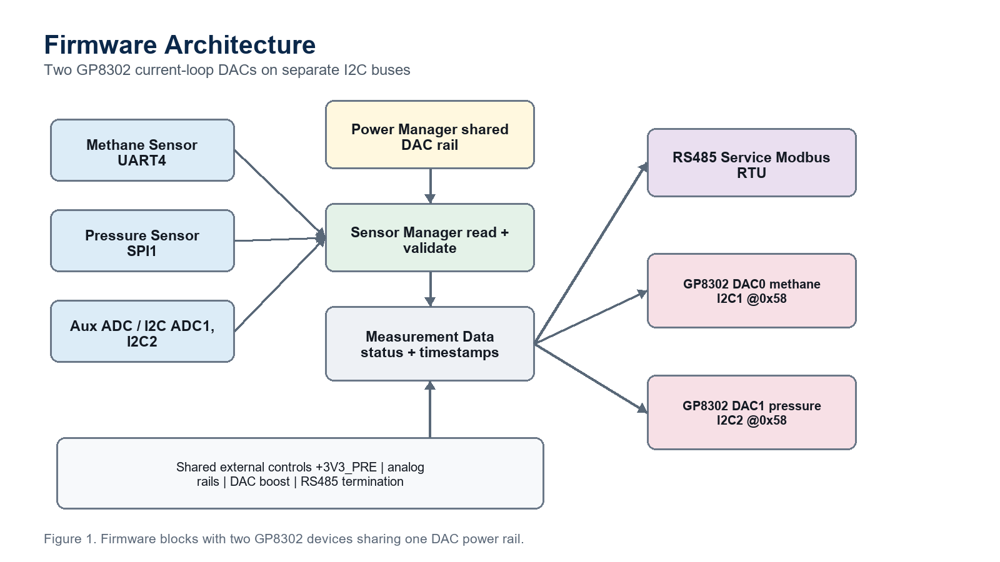 Firmware Architecture
Two GP8302 current-loop DACs on separate I2C buses
Methane Sensor
UART4
Pressure Sensor
SPI1
Aux ADC / I2C ADC1,
I2C2
Power Manager shared
DAC rail
Sensor Manager read +
validate
Measurement Data
status + timestamps
RS485 Service Modbus
RTU
GP8302 DAC0 methane
I2C1 @0x58
GP8302 DAC1 pressure
I2C2 @0x58
Shared external controls +3V3_PRE | analog
rails | DAC boost | RS485 termination
Figure 1. Firmware blocks with two GP8302 devices sharing one DAC power rail.